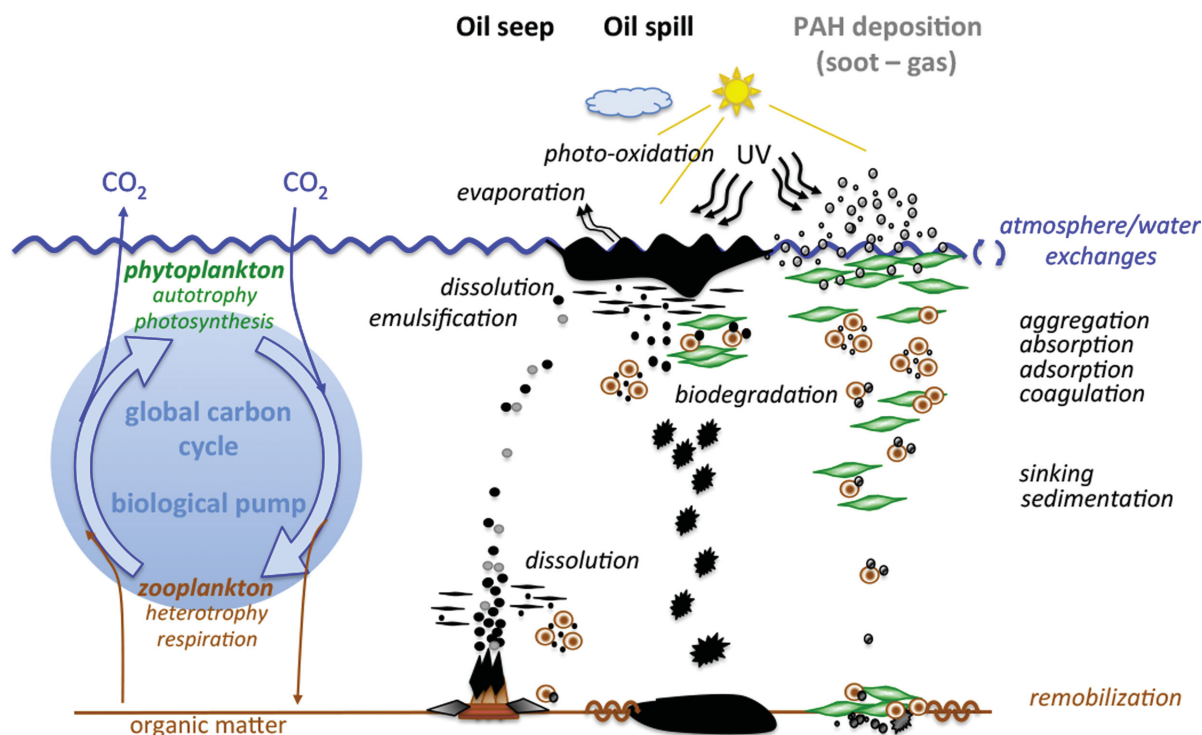 Oil seep
Oil spill
PAH deposition
(soot – gas)
photo-oxidation
UV
evaporation
CO2
CO2
atmosphere/water
exchanges
phytoplankton
autotrophy
photosynthesis
dissolution
emulsification
aggregation
absorption
adsorption
coagulation
biodegradation
global carbon
cycle
biological pump
sinking
sedimentation
dissolution
zooplankton
heterotrophy
respiration
organic matter
remobilization